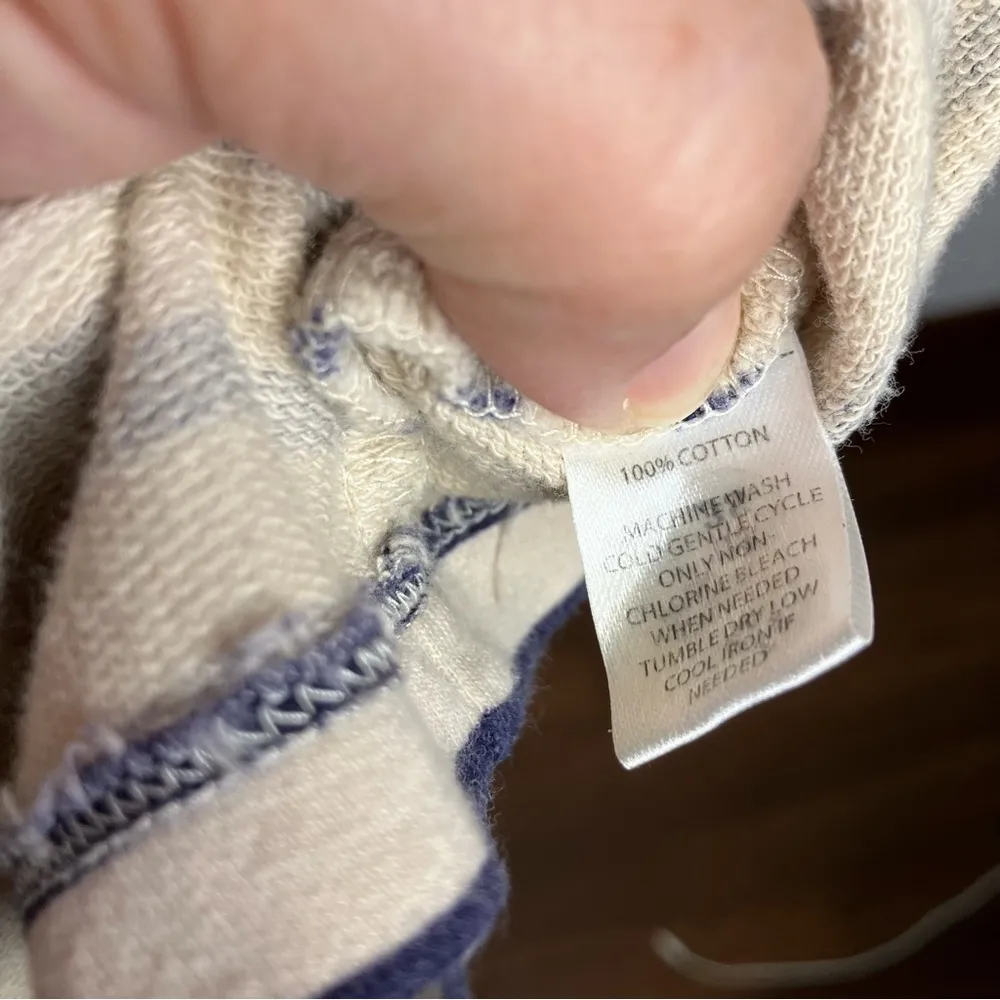 100% COTTON
MACHINE WASH
COLD GENTLE CYCLE
ONLY NON-
CHLORINE BLEACH
WHEN NEEDED
TUMBLE DRY LOW
COOL IRON IF
NEEDED